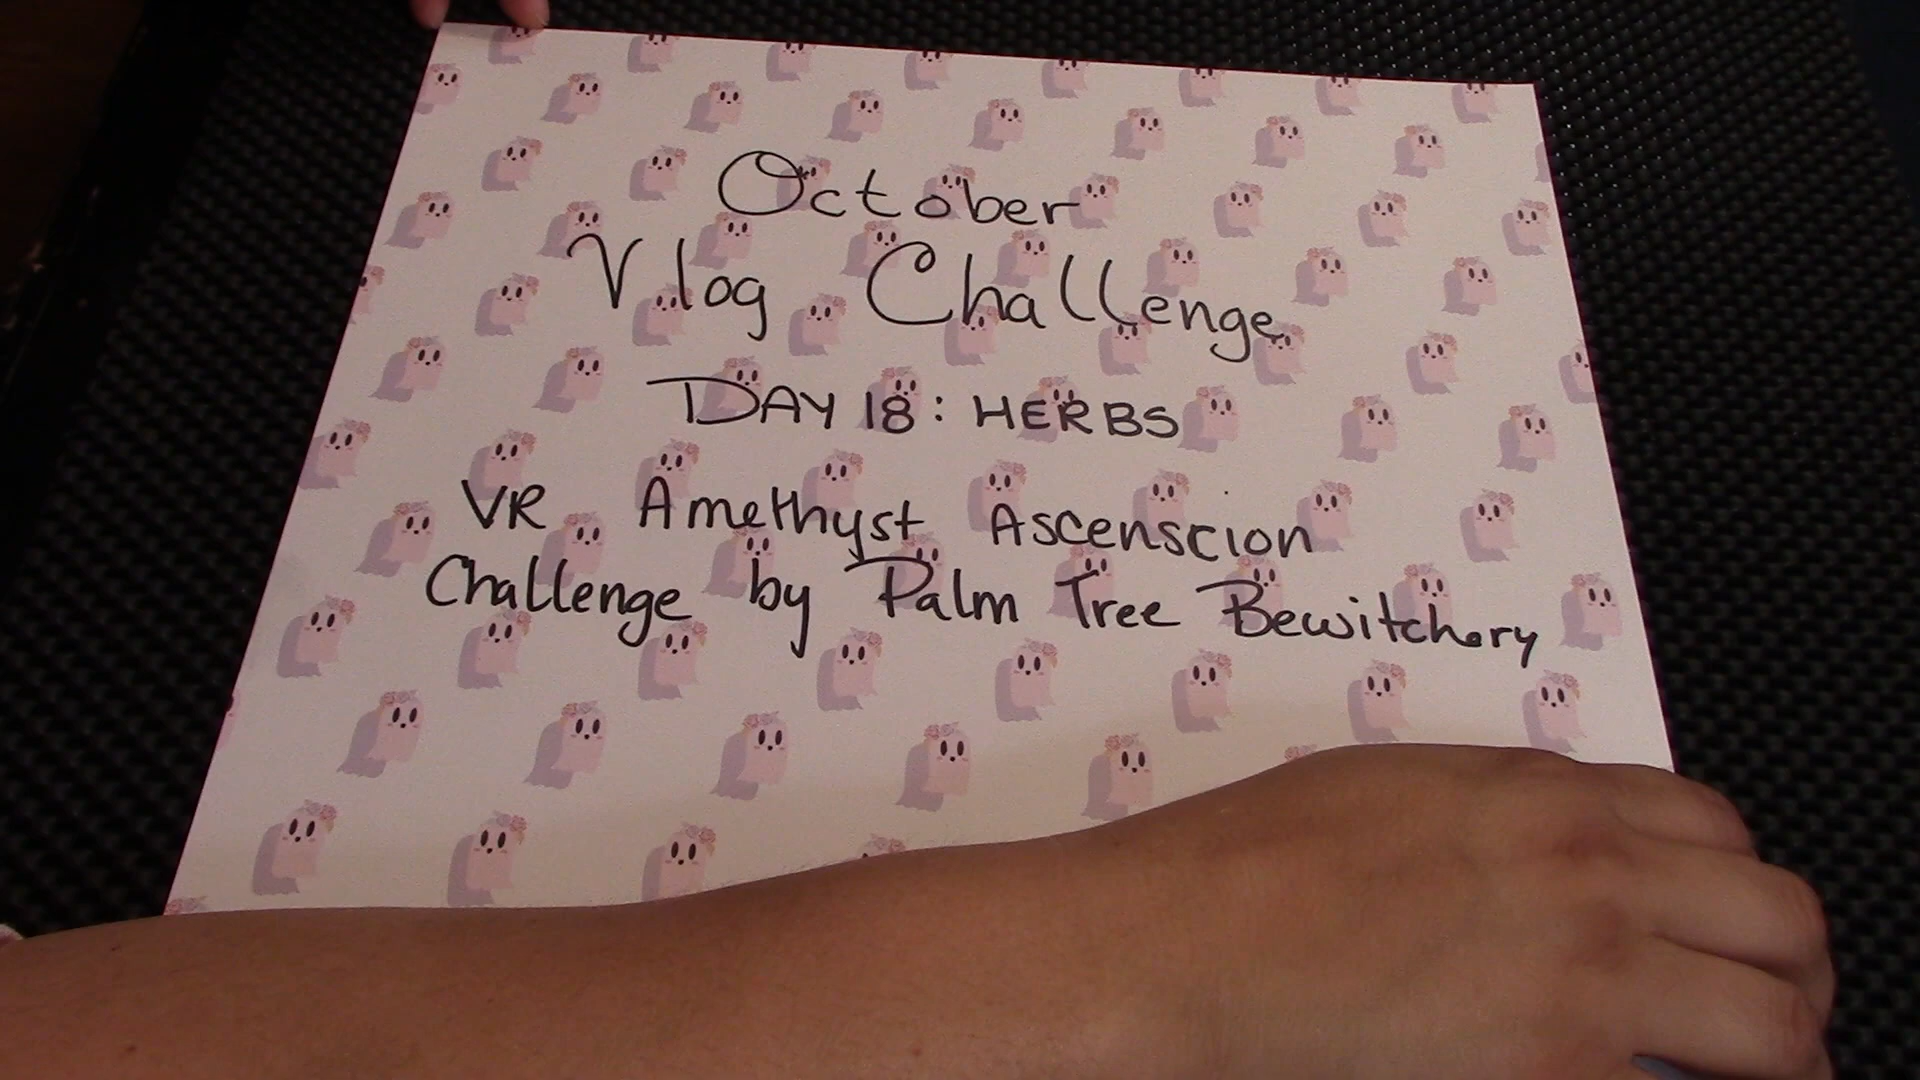 October
Vlog Challenge
DAY 18: HERBS
VR Amethyst Ascenscion
Challenge by Palm Tree Bewitchery